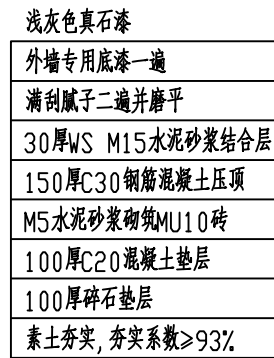 浅灰色真石漆
外墙专用底漆一遍
满刮腻子二遍并磨平
30厚WS M15水泥砂浆结合层
150厚C30钢筋混凝土压顶
M5水泥砂浆砌筑MU10砖
100厚C20混凝土垫层
100厚碎石垫层
素土夯实,夯实系数≥93%